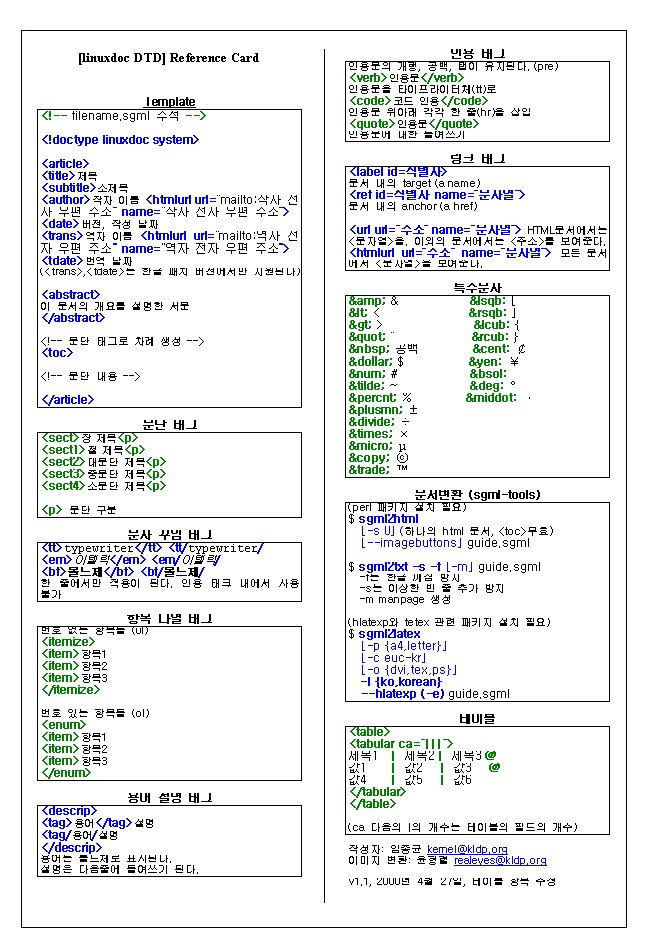 [linuxdoc DTD] Reference Card
Template
<!-- filename.sgml 주석 -->
<!doctype linuxdoc system>
<article>
<title> 제목
<subtitle> 소제목
<author> 작자 이름 <htmlurl url="mailto:작자 전자 우편 주소" name="작자 전자 우편 주소">
<date> 버전, 작성 날짜
<trans> 역자 이름 <htmlurl url="mailto:역자 전자 우편 주소" name="역자 전자 우편 주소">
<tdate> 번역 날짜
(<trans>,<tdate>는 한글 패치 버전에서만 지원된다)
<abstract>
이 문서의 개요를 설명한 서문
</abstract>
<!-- 문단 태그로 차례 생성 -->
<toc>
<!-- 문단 내용 -->
</article>
문단 태그
<sect> 장 제목<p>
<sect1> 절 제목<p>
<sect2> 대문단 제목<p>
<sect3> 중문단 제목<p>
<sect4> 소문단 제목<p>
<p> 문단 구분
문자 꾸밈 태그
<tt>typewriter</tt> <tt/typewriter/
<em>이탤릭</em> <em/이탤릭/
<bf>볼느체</bf> <bf/볼느체/
한 줄에서만 적용이 된다. 인용 태크 내에서 사용
불가
항목 나열 태그
번호 없는 항목들 (ul)
<itemize>
<item> 항목1
<item> 항목2
<item> 항목3
</itemize>
번호 있는 항목들 (ol)
<enum>
<item> 항목1
<item> 항목2
<item> 항목3
</enum>
용어 설명 태그
<descrip>
<tag> 용어</tag> 설명
<tag/용어/설명
</descrip>
용어는 볼드체로 표시된다.
설명은 다음줄에 들여쓰기 된다.
인용 태그
인용문의 개행, 공백, 탭이 유지된다. (pre)
<verb>인용문</verb>
인용문을 타이프라이터체(tt)로
<code>코드 인용</code>
인용문 위아래 각각 한 줄(hr)을 삽입
<quote>인용문</quote>
인용문에 대한 들여쓰기
링크 태그
<label id=식별자>
문서 내의 target (a name)
<ref id=식별자 name="문자열">
문서 내의 anchor (a href)
<url url="주소" name="문자열"> HTML문서에서는
<문자열>을, 이외의 문서에서는 <주소>를 보여준다.
<htmlurl url="주소" name="문자열"> 모든 문서
에서 <문자열>을 보여준다.
특수문자
&amp; & &lsqb: [
&lt; < &rsqb: ]
&gt; > &lcub: {
&quot; ¨ &rcub: }
&nbsp; 공백 &cent: ¢
&dollar; $ &yen: ￥
&num; # &bsol:
&tilde; ~ &deg: °
&percnt; % &middot: ·
&plusmn; ±
&divide; ÷
&times; ×
&micro; μ
&copy; ⓒ
&trade; ™
문서변환 (sgml-tools)
(perl 패키지 설치 필요)
$ sgml2html
[-s 0] (하나의 html 문서, <toc>무효)
[--imagebuttons] guide.sgml
$ sgml2txt -s -f [-m] guide.sgml
-f는 한글 깨짐 방지
-s는 이상한 빈 줄 추가 방지
-m manpage 생성
(hlatexp와 tetex 관련 패키지 설치 필요)
$ sgml2latex
[-p {a4,letter}]
[-c euc-kr]
[-o {dvi,tex,ps}]
-l {ko,korean}
--hlatexp (-e) guide.sgml
테이블
<table>
<tabular ca="|||">
세목1 | 세목2 | 세목3 @
값1 | 값2 | 값3 @
값4 | 값5 | 값6
</tabular>
</table>
(ca 다음의 |의 개수는 테이블의 필드의 개수)
작성자: 임종균 kernel@kldp.org
이미지 변환: 윤형렬 realeyes@kldp.org
v1.1, 2000년 4월 27일, 테이블 항목 수정